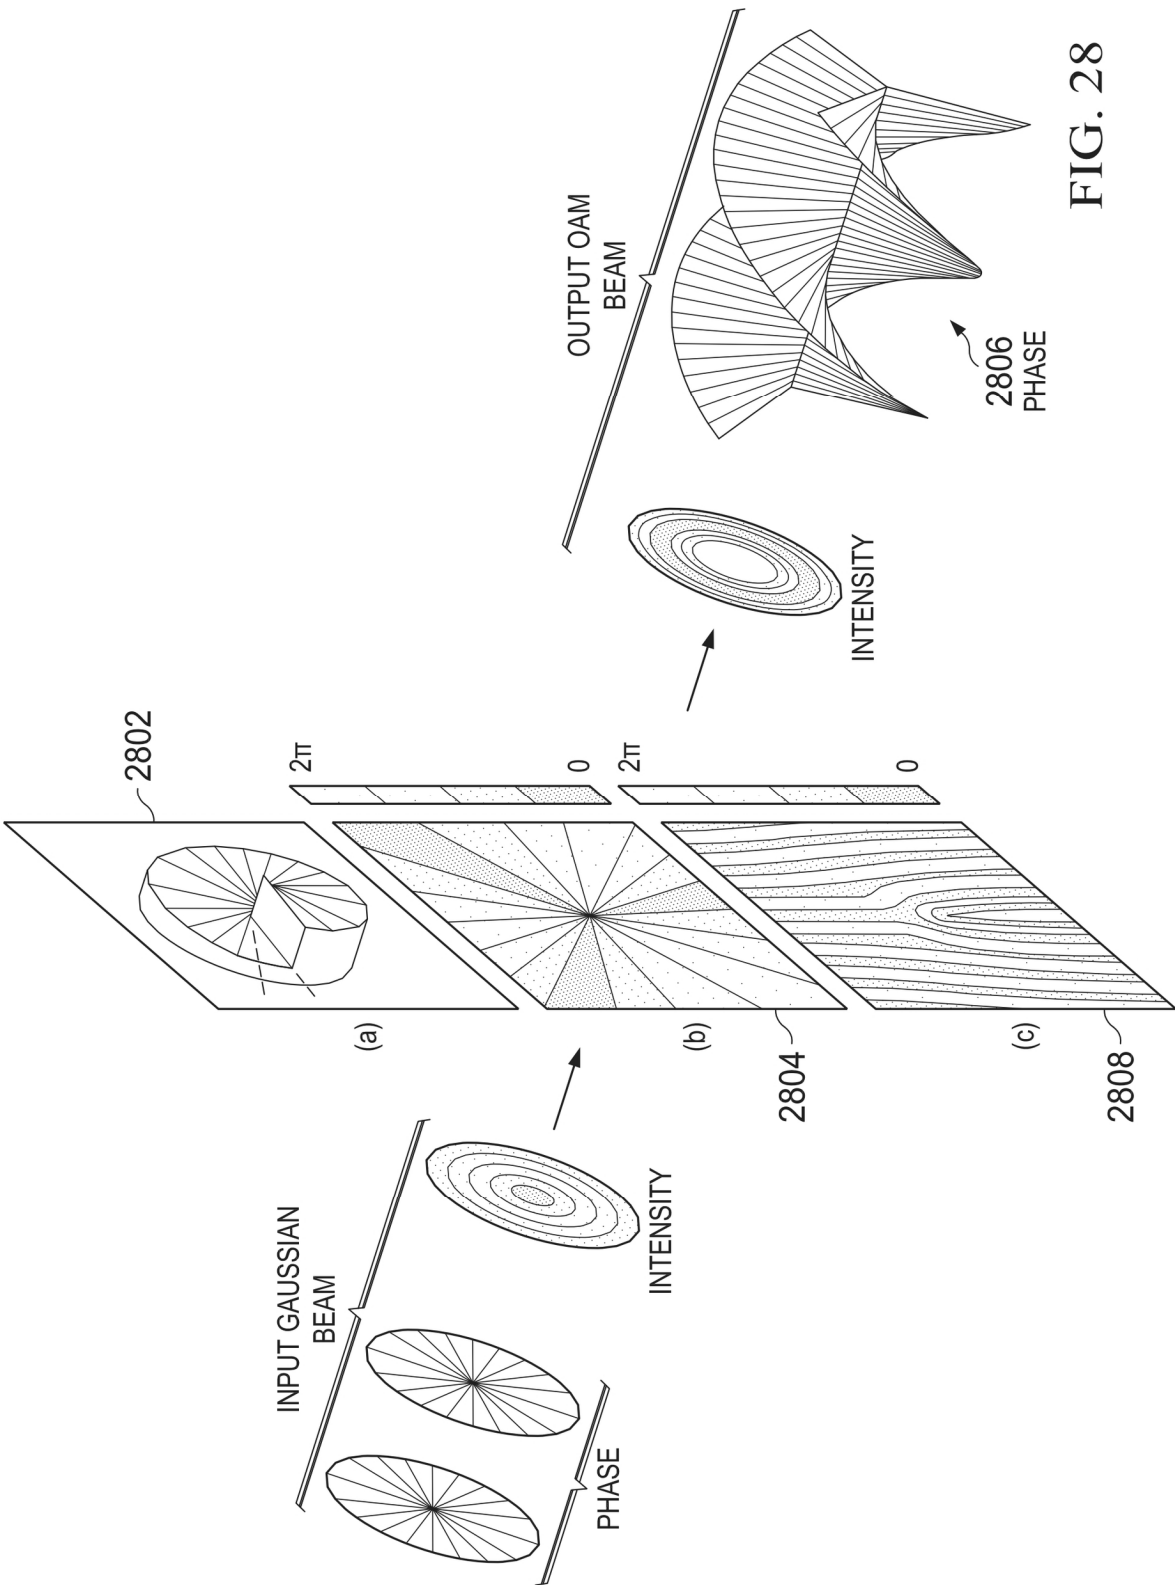 INPUT GAUSSIAN
BEAM
PHASE
INTENSITY
(a)
2802
2π
0
(b)
2804
2π
0
(c)
2808
OUTPUT OAM
BEAM
INTENSITY
2806
PHASE
FIG. 28